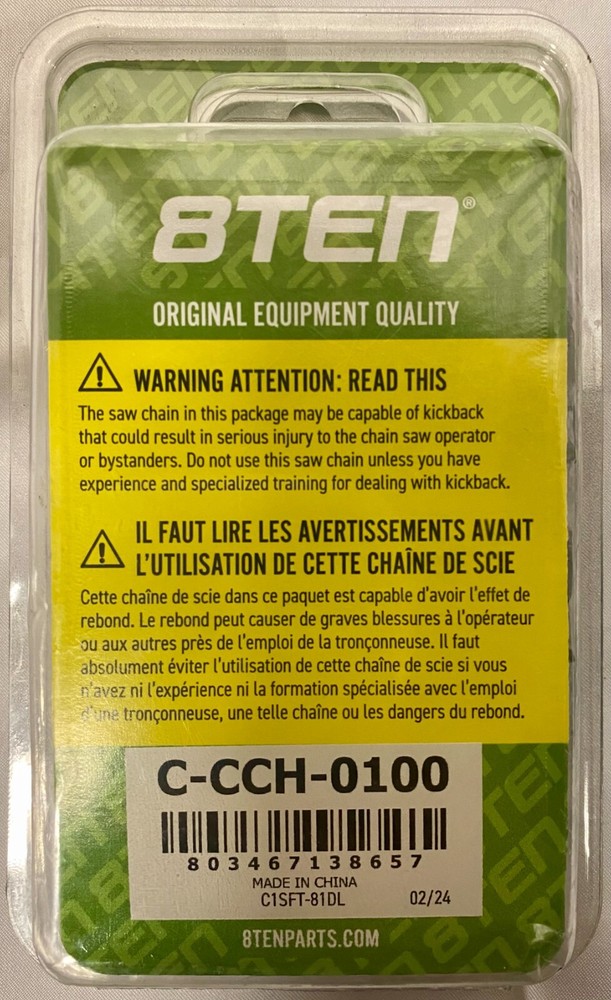 8TEN®
ORIGINAL EQUIPMENT QUALITY
WARNING ATTENTION: READ THIS
The saw chain in this package may be capable of kickback
that could result in serious injury to the chain saw operator
or bystanders. Do not use this saw chain unless you have
experience and specialized training for dealing with kickback.
IL FAUT LIRE LES AVERTISSEMENTS AVANT
L'UTILISATION DE CETTE CHAÎNE DE SCIE
Cette chaîne de scie dans ce paquet est capable d'avoir l'effet de
rebond. Le rebond peut causer de graves blessures à l'opérateur
ou aux autres près de l'emploi de la tronçonneuse. Il faut
absolument éviter l'utilisation de cette chaîne de scie si vous
n'avez ni l'expérience ni la formation spécialisée avec l'emploi
d'une tronçonneuse, une telle chaîne ou les dangers du rebond.
C-CCH-0100
803467138657
MADE IN CHINA
C1SFT-81DL 02/24
8TENPARTS.COM